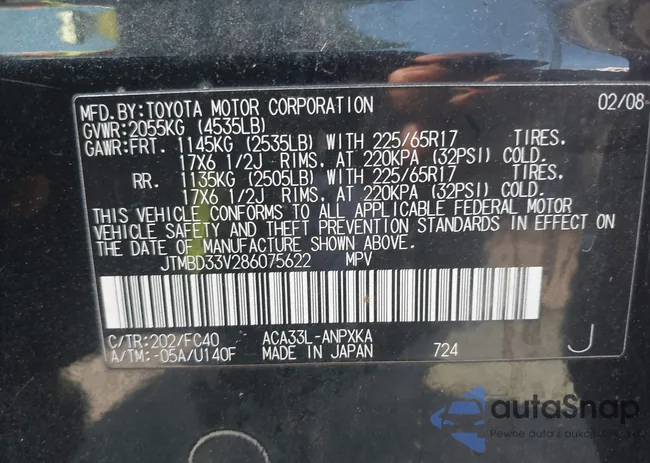 MFD.BY:TOYOTA MOTOR CORPORATION 02/08
GVWR:2055KG (4535LB)
GAWR:FRT. 1145KG (2535LB) WITH 225/65R17 TIRES.
17X6 1/2J RIMS, AT 220KPA (32PSI) COLD.
RR. 1135KG (2505LB) WITH 225/65R17 TIRES.
17X6 1/2J RIMS, AT 220KPA (32PSI) COLD.
THIS VEHICLE CONFORMS TO ALL APPLICABLE FEDERAL MOTOR
VEHICLE SAFETY AND THEFT PREVENTION STANDARDS IN EFFECT ON
THE DATE OF MANUFACTURE SHOWN ABOVE.
JTMBD33V286075622 MPV
C/TR:202/FC40 ACA33L-ANPXKA
A/TM:-05A/U140F MADE IN JAPAN 724 J
autaSnap
Pewne auta z aukcji